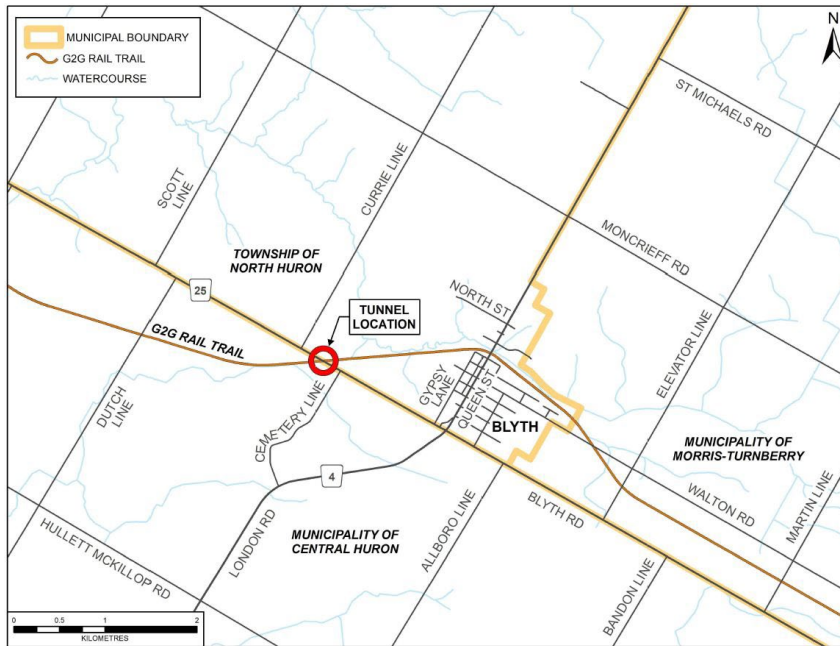 MUNICIPAL BOUNDARY
G2G RAIL TRAIL
WATERCOURSE
N
ST MICHAELS RD
SCOTT
LINE
CURRIE LINE
MONCRIEFF RD
TOWNSHIP OF
NORTH HURON
25
NORTH ST
TUNNEL
LOCATION
G2G RAIL TRAIL
ELEVATOR LINE
GYPSY
LANE
QUEEN ST
DUTCH
LINE
CEMETERY LINE
BLYTH
MUNICIPALITY OF
MORRIS-TURNBERRY
4
WALTON RD
MARTIN LINE
BLYTH RD
HULLETT MCKILLOP RD
LONDON RD
MUNICIPALITY OF
CENTRAL HURON
ALLBORO LINE
BANDON LINE
0 0.5 1 2
KILOMETRES